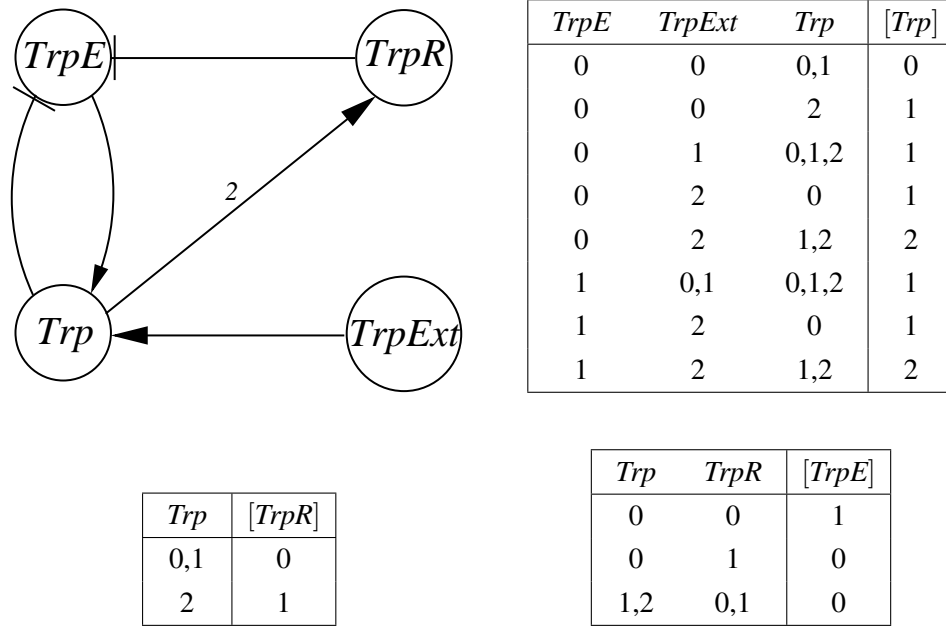 TrpE
TrpR
2
Trp
TrpExt
TrpE TrpExt Trp [Trp]
0 0 0,1 0
0 0 2 1
0 1 0,1,2 1
0 2 0 1
0 2 1,2 2
1 0,1 0,1,2 1
1 2 0 1
1 2 1,2 2
Trp [TrpR]
0,1 0
2 1
Trp TrpR [TrpE]
0 0 1
0 1 0
1,2 0,1 0